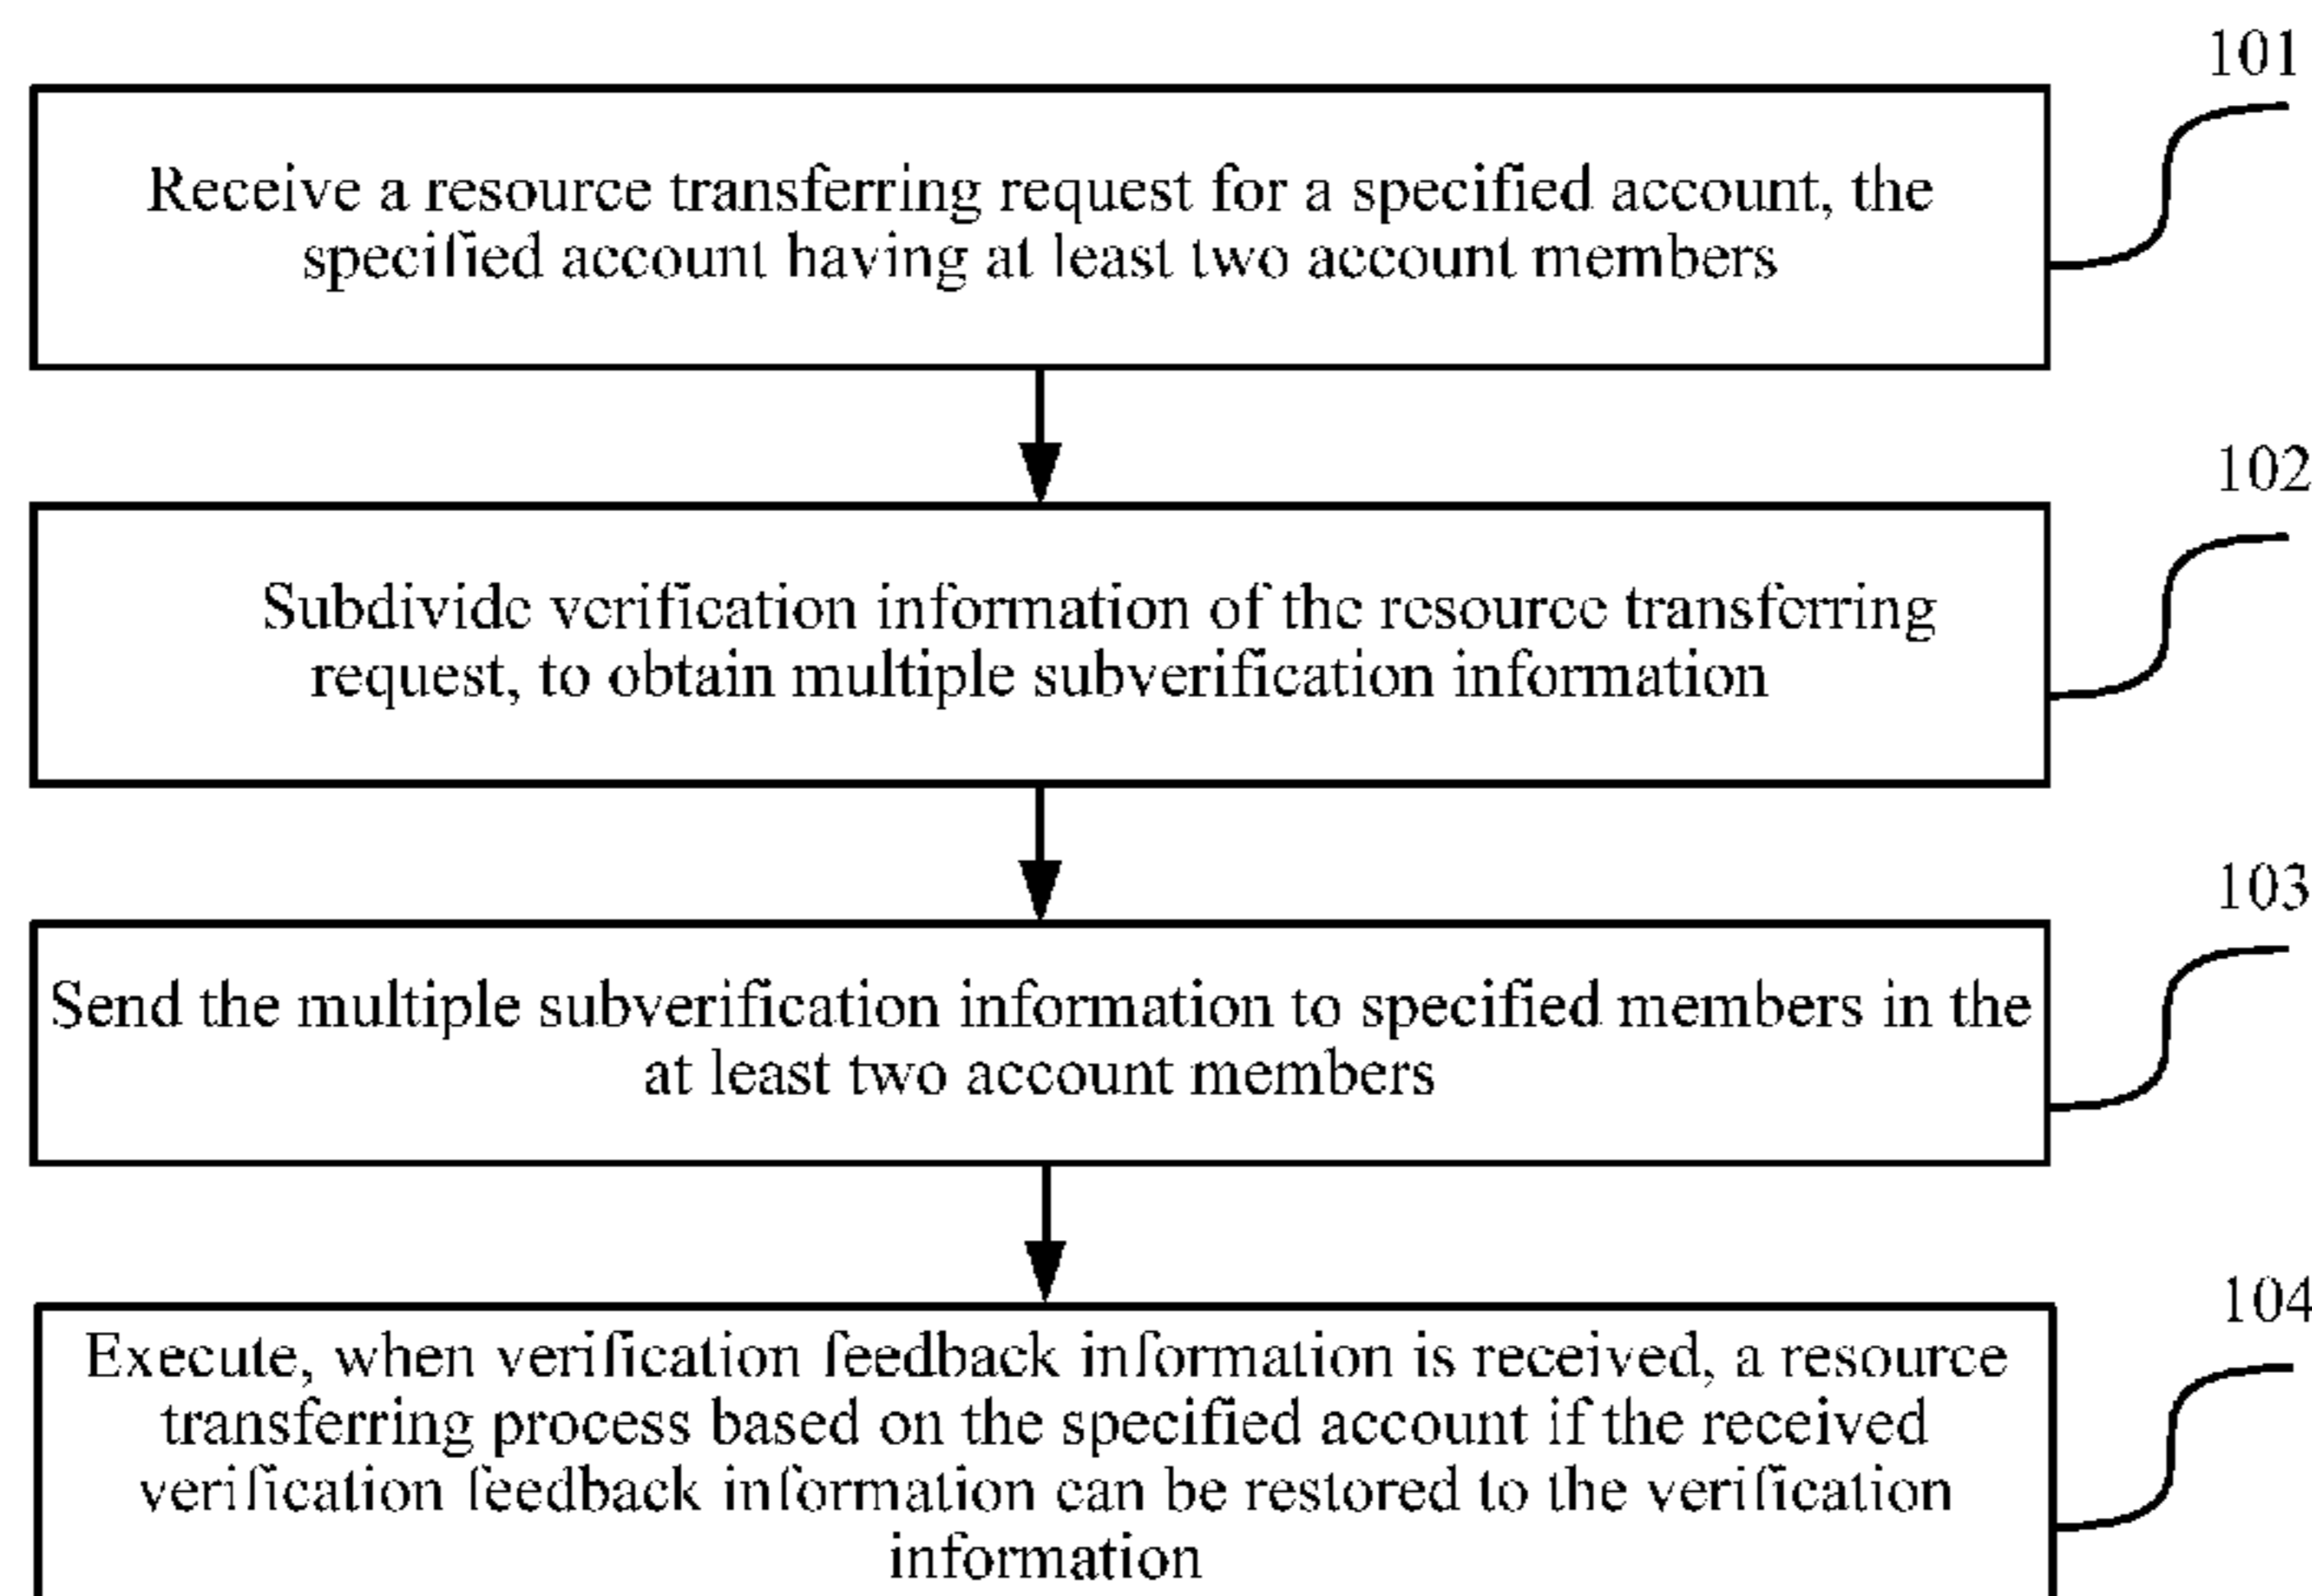 101
Receive a resource transferring request for a specified account, the
specified account having at least two account members
102
Subdivide verification information of the resource transferring
request, to obtain multiple subverification information
103
Send the multiple subverification information to specified members in the
at least two account members
104
Execute, when verification feedback information is received, a resource
transferring process based on the specified account if the received
verification feedback information can be restored to the verification
information